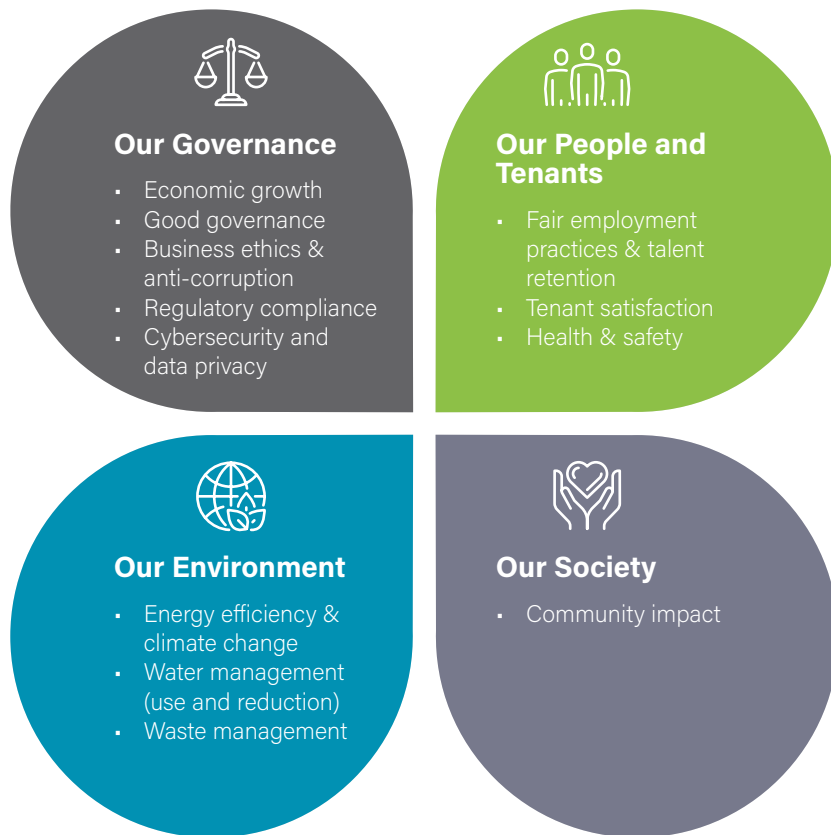 Our Governance
▪ Economic growth
▪ Good governance
▪ Business ethics &
anti-corruption
▪ Regulatory compliance
▪ Cybersecurity and
data privacy
Our People and
Tenants
▪ Fair employment
practices & talent
retention
▪ Tenant satisfaction
▪ Health & safety
Our Environment
▪ Energy efficiency &
climate change
▪ Water management
(use and reduction)
▪ Waste management
Our Society
▪ Community impact